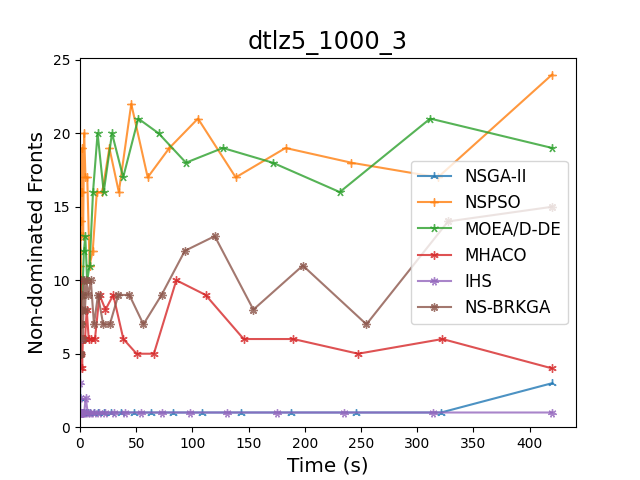 dtlz5_1000_3
25
20
15
10
5
0
Non-dominated Fronts
NSGA-II
NSPSO
MOEA/D-DE
MHACO
IHS
NS-BRKGA
0 50 100 150 200 250 300 350 400
Time (s)